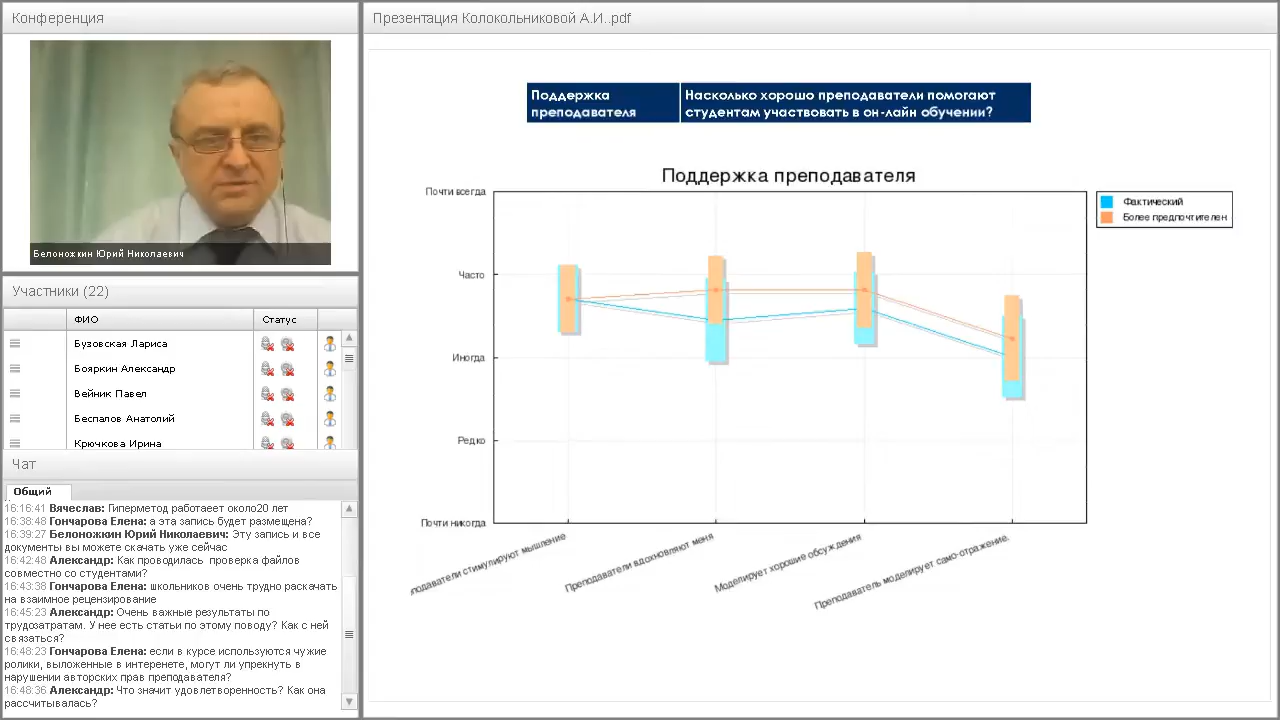 Конференция
Белоножкин Юрий Николаевич
Участники (22)
ФИО
Статус
Бузовская Лариса
Бояркин Александр
Вейник Павел
Беспалов Анатолий
Крючкова Ирина
Чат
Общий
16:16:41 Вячеслав: Гиперметод работаеет около20 лет
16:38:48 Гончарова Елена: а эта запись будет размещена?
16:39:27 Белоножкин Юрий Николаевич: Эту запись и все
документы вы можете скачать уже сейчас
16:42:48 Александр: Как проводилась проверка файлов
совместно со студентами?
16:43:58 Гончарова Елена: школьников очень трудно раскачать
на взаимное рецензирование
16:45:23 Александр: Очень важные результаты по
трудозатратам. У нее есть статьи по этому поводу? Как с ней
связаться?
16:48:23 Гончарова Елена: если в курсе используются чужие
ролики, выложенные в интеренете, могут ли упрекнуть в
нарушении авторских прав преподавателя?
16:48:36 Александр: Что значит удовлетворенность? Как она
рассчитывалась?
Презентация Колокольниковой А.И..pdf
Поддержка
преподавателя
Насколько хорошо преподаватели помогают
студентам участвовать в он-лайн обучении?
Поддержка преподавателя
Почти всегда
Часто
Иногда
Редко
Почти никогда
Фактический
Более предпочтителен
подаватели стимулируют мышление
Преподаватели вдохновляют меня
Моделирует хорошие обсуждения
Преподаватель моделирует само-отражение.